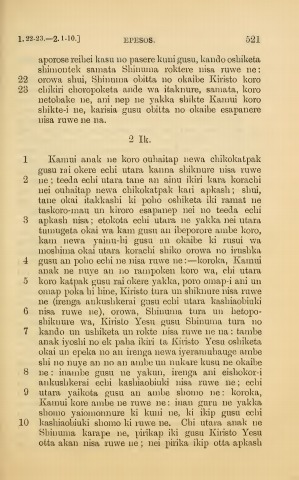 1. 22-23.—2. 1-10.] EPESOS. 521
aporose reihei kasu no pasere kuni gusu, kando oshiketa
shimontek samata Shinuma roktere nisa ruwe ne:
22 orowa shui, Shinuma obitta no okaibe Kiristo koro
23 chikiri choropoketa ande wa itaknure, samata, koro
netobake ne, ani nep ne yakka shikte Kamui koro
shikte-i ne, karisia gusu obitta no okaibe esapanere
nisa ruwe ne na.
2 Ik.
1 Kamui anak ne koro ouhaitap newa chikokatpak
gusu rai okere echi utara kanna shiknure nisa ruwe
2 ne; teeda echi utara tane an sinu ikiri kara korachi
nei ouhaitap newa chikokatpak kari apkash; shui,
tane okai itakkashi ki poho oshiketa iki ramat ne
taskoro-mau un kiroro esapanep nei no teeda echi
3 apkash nisa; etokota echi utara ne yakka nei utara
tumugeta okai wa kam gusu an ibeporore ambe koro,
kam newa yainu-hi gusu an okaibe ki rusui wa
moshima okai utara korachi shiko orowa no irushka
4 gusu an poho echi ne nisa ruwe ne:—koroka, Kamui
anak ne nuye an no rampoken koro wa, chi utara
5 koro katpak gusu rai okere yakka, poro omap-i ani un
omap poka hi bine, Kiristo tura un shiknure nisa ruwe
ne (irenga ankushkerai gusu echi utara kashiaobiuki
6 nisa ruwe ne), orowa, Shinuma tura un hetopo-
shiknure wa, Kiristo Yesu gusu Shinuma tura no
7 kando un ushiketa un rokte nisa ruwe ne na: tambe
anak iyoshi no ek paha ikiri ta Kiristo Yesu oshiketa
okai un epeka no an irenga newa iyeramuhauge ambe
shi no nuye an no an ambe un nukare kusu ne okaibe
8 ne: inambe gusu ne yakun, irenga ani eishokor-i
ankushkerai gusu echi kashiaobiuki nisa ruwe ne; echi
9 utara yaikota gusu an ambe shomo ne: koroka,
Kamui kore ambe ne ruwe ne: inan guru ne yakka
shomo yaiomonnure ki kuni ne, ki ikip gusu echi
10 kashiaobiuki shomo ki ruwe ne. Chi utara anak ne
Shinuma karape ne, pirikap iki gusu Kiristo Yesu
otta akan nisa ruwe ne; nei pirika ikip otta apkash